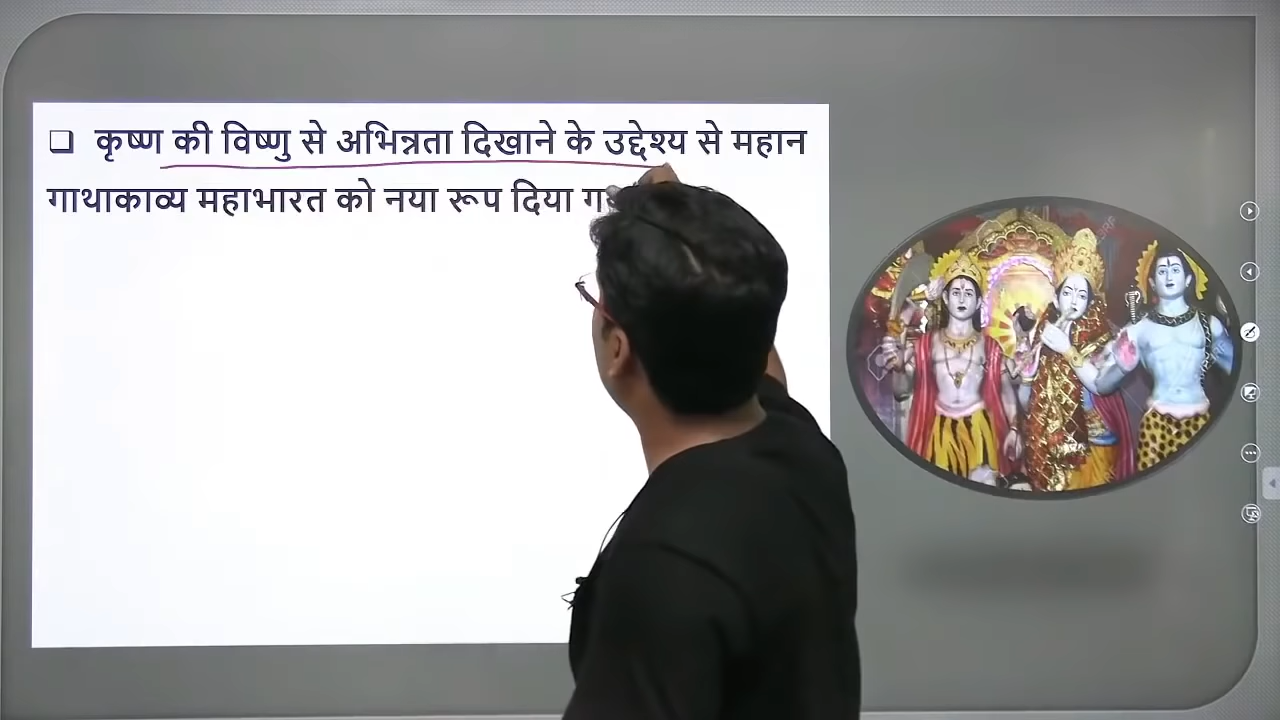 कृष्ण की विष्णु से अभिन्नता दिखाने के उद्देश्य से महान
गाथाकाव्य महाभारत को नया रूप दिया